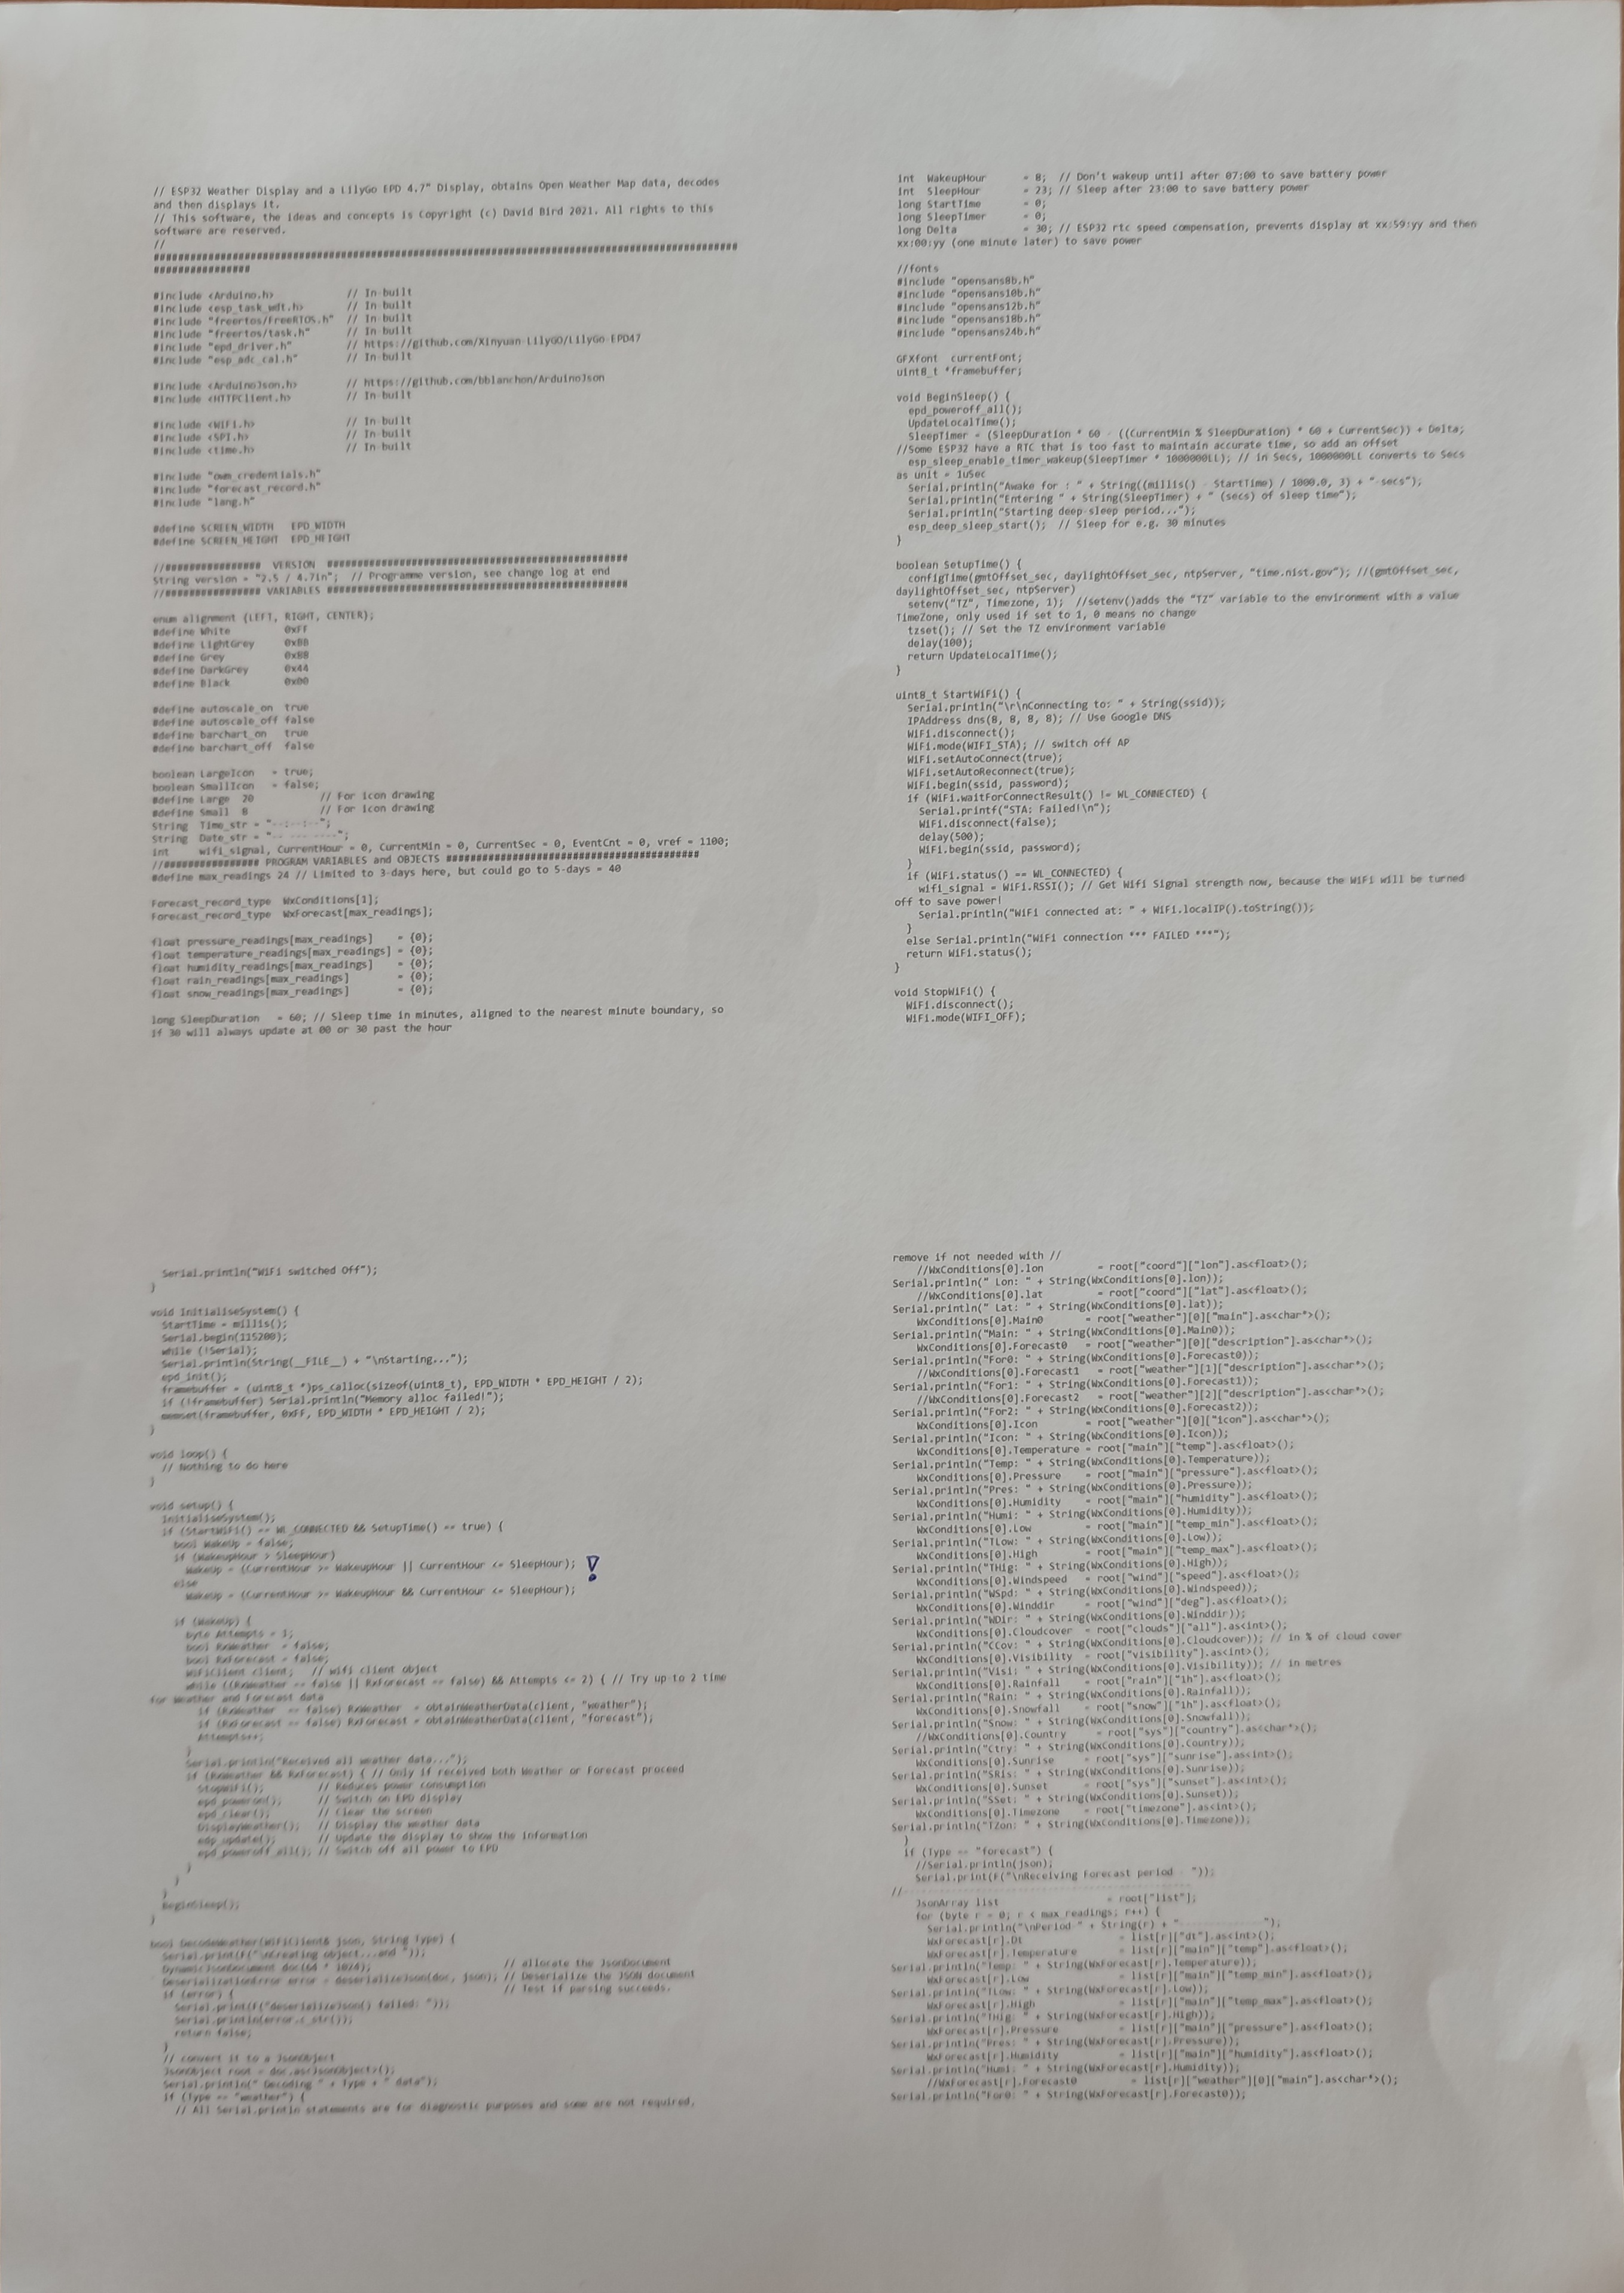 // ESP32 Weather Display and a LilyGo EPD 4.7" Display, obtains Open Weather Map data, decodes
and then displays it.
// This software, the ideas and concepts is Copyright (c) David Bird 2021. All rights to this
software are reserved.
//
#################################################################################################
################
#include <Arduino.h>            // In-built
#include <esp_task_wdt.h>       // In-built
#include "freertos/FreeRTOS.h"  // In-built
#include "freertos/task.h"      // In-built
#include "epd_driver.h"         // https://github.com/Xinyuan-LilyGO/LilyGo-EPD47
#include "esp_adc_cal.h"        // In-built
#include <ArduinoJson.h>        // https://github.com/bblanchon/ArduinoJson
#include <HTTPClient.h>         // In-built
#include <WiFi.h>               // In-built
#include <SPI.h>                // In-built
#include <time.h>               // In-built
#include "owm_credentials.h"
#include "forecast_record.h"
#include "lang.h"
#define SCREEN_WIDTH   EPD_WIDTH
#define SCREEN_HEIGHT  EPD_HEIGHT
//################  VERSION  ##################################################
String version = "2.5 / 4.7in";  // Programme version, see change log at end
//################ VARIABLES ##################################################
enum alignment {LEFT, RIGHT, CENTER};
#define White         0xFF
#define LightGrey     0xBB
#define Grey          0x88
#define DarkGrey      0x44
#define Black         0x00
#define autoscale_on  true
#define autoscale_off false
#define barchart_on   true
#define barchart_off  false
boolean LargeIcon   = true;
boolean SmallIcon   = false;
#define Large  20           // For icon drawing
#define Small  8            // For icon drawing
String  Time_str = "--:--:--";
String  Date_str = "-- --- ----";
int     wifi_signal, CurrentHour = 0, CurrentMin = 0, CurrentSec = 0, EventCnt = 0, vref = 1100;
//################ PROGRAM VARIABLES and OBJECTS ##########################################
#define max_readings 24 // Limited to 3-days here, but could go to 5-days = 40
Forecast_record_type  WxConditions[1];
Forecast_record_type  WxForecast[max_readings];
float pressure_readings[max_readings]    = {0};
float temperature_readings[max_readings] = {0};
float humidity_readings[max_readings]    = {0};
float rain_readings[max_readings]        = {0};
float snow_readings[max_readings]        = {0};
long SleepDuration   = 60; // Sleep time in minutes, aligned to the nearest minute boundary, so
if 30 will always update at 00 or 30 past the hour
int  WakeupHour      = 8;  // Don't wakeup until after 07:00 to save battery power
int  SleepHour       = 23; // Sleep after 23:00 to save battery power
long StartTime       = 0;
long SleepTimer      = 0;
long Delta           = 30; // ESP32 rtc speed compensation, prevents display at xx:59:yy and then
xx:00:yy (one minute later) to save power
//fonts
#include "opensans8b.h"
#include "opensans10b.h"
#include "opensans12b.h"
#include "opensans18b.h"
#include "opensans24b.h"
GFXfont  currentFont;
uint8_t *framebuffer;
void BeginSleep() {
  epd_poweroff_all();
  UpdateLocalTime();
  SleepTimer = (SleepDuration * 60 - ((CurrentMin % SleepDuration) * 60 + CurrentSec)) + Delta;
//Some ESP32 have a RTC that is too fast to maintain accurate time, so add an offset
  esp_sleep_enable_timer_wakeup(SleepTimer * 1000000LL); // in Secs, 1000000LL converts to Secs
as unit = 1uSec
  Serial.println("Awake for : " + String((millis() - StartTime) / 1000.0, 3) + "-secs");
  Serial.println("Entering " + String(SleepTimer) + " (secs) of sleep time");
  Serial.println("Starting deep-sleep period...");
  esp_deep_sleep_start();  // Sleep for e.g. 30 minutes
}
boolean SetupTime() {
  configTime(gmtOffset_sec, daylightOffset_sec, ntpServer, "time.nist.gov"); //(gmtOffset_sec,
daylightOffset_sec, ntpServer)
  setenv("TZ", Timezone, 1);  //setenv()adds the "TZ" variable to the environment with a value
TimeZone, only used if set to 1, 0 means no change
  tzset(); // Set the TZ environment variable
  delay(100);
  return UpdateLocalTime();
}
uint8_t StartWiFi() {
  Serial.println("\r\nConnecting to: " + String(ssid));
  IPAddress dns(8, 8, 8, 8); // Use Google DNS
  WiFi.disconnect();
  WiFi.mode(WIFI_STA); // switch off AP
  WiFi.setAutoConnect(true);
  WiFi.setAutoReconnect(true);
  WiFi.begin(ssid, password);
  if (WiFi.waitForConnectResult() != WL_CONNECTED) {
    Serial.printf("STA: Failed!\n");
    WiFi.disconnect(false);
    delay(500);
    WiFi.begin(ssid, password);
  }
  if (WiFi.status() == WL_CONNECTED) {
    wifi_signal = WiFi.RSSI(); // Get Wifi Signal strength now, because the WiFi will be turned
off to save power!
    Serial.println("WiFi connected at: " + WiFi.localIP().toString());
  }
  else Serial.println("WiFi connection *** FAILED ***");
  return WiFi.status();
}
void StopWiFi() {
  WiFi.disconnect();
  WiFi.mode(WIFI_OFF);
  Serial.println("WiFi switched Off");
}
void InitialiseSystem() {
  StartTime = millis();
  Serial.begin(115200);
  while (!Serial);
  Serial.println(String(__FILE__) + "\nStarting...");
  epd_init();
  framebuffer = (uint8_t *)ps_calloc(sizeof(uint8_t), EPD_WIDTH * EPD_HEIGHT / 2);
  if (!framebuffer) Serial.println("Memory alloc failed!");
  memset(framebuffer, 0xFF, EPD_WIDTH * EPD_HEIGHT / 2);
}
void loop() {
  // Nothing to do here
}
void setup() {
  InitialiseSystem();
  if (StartWiFi() == WL_CONNECTED && SetupTime() == true) {
    bool WakeUp = false;
    if (WakeupHour > SleepHour)
      WakeUp = (CurrentHour >= WakeupHour || CurrentHour <= SleepHour); !
    else
      WakeUp = (CurrentHour >= WakeupHour && CurrentHour <= SleepHour);
    if (WakeUp) {
      byte Attempts = 1;
      bool RxWeather  = false;
      bool RxForecast = false;
      WiFiClient client;   // wifi client object
      while ((RxWeather == false || RxForecast == false) && Attempts <= 2) { // Try up-to 2 time
for Weather and Forecast data
        if (RxWeather  == false) RxWeather  = obtainWeatherData(client, "weather");
        if (RxForecast == false) RxForecast = obtainWeatherData(client, "forecast");
        Attempts++;
      }
      Serial.println("Received all weather data...");
      if (RxWeather && RxForecast) { // Only if received both Weather or Forecast proceed
        StopWiFi();         // Reduces power consumption
        epd_poweron();      // Switch on EPD display
        epd_clear();        // Clear the screen
        DisplayWeather();   // Display the weather data
        edp_update();       // Update the display to show the information
        epd_poweroff_all(); // Switch off all power to EPD
      }
    }
  }
  BeginSleep();
}
bool DecodeWeather(WiFiClient& json, String Type) {
  Serial.print(F("\nCreating object...and "));
  DynamicJsonDocument doc(64 * 1024);                      // allocate the JsonDocument
  DeserializationError error = deserializeJson(doc, json); // Deserialize the JSON document
  if (error) {                                             // Test if parsing succeeds.
    Serial.print(F("deserializeJson() failed: "));
    Serial.println(error.c_str());
    return false;
  }
  // convert it to a JsonObject
  JsonObject root = doc.as<JsonObject>();
  Serial.println(" Decoding " + Type + " data");
  if (Type == "weather") {
    // All Serial.println statements are for diagnostic purposes and some are not required,
remove if not needed with //
    //WxConditions[0].lon         = root["coord"]["lon"].as<float>();
Serial.println(" Lon: " + String(WxConditions[0].lon));
    //WxConditions[0].lat         = root["coord"]["lat"].as<float>();
Serial.println(" Lat: " + String(WxConditions[0].lat));
    WxConditions[0].Main0       = root["weather"][0]["main"].as<char*>();
Serial.println("Main: " + String(WxConditions[0].Main0));
    WxConditions[0].Forecast0   = root["weather"][0]["description"].as<char*>();
Serial.println("For0: " + String(WxConditions[0].Forecast0));
    //WxConditions[0].Forecast1   = root["weather"][1]["description"].as<char*>();
Serial.println("For1: " + String(WxConditions[0].Forecast1));
    //WxConditions[0].Forecast2   = root["weather"][2]["description"].as<char*>();
Serial.println("For2: " + String(WxConditions[0].Forecast2));
    WxConditions[0].Icon        = root["weather"][0]["icon"].as<char*>();
Serial.println("Icon: " + String(WxConditions[0].Icon));
    WxConditions[0].Temperature = root["main"]["temp"].as<float>();
Serial.println("Temp: " + String(WxConditions[0].Temperature));
    WxConditions[0].Pressure    = root["main"]["pressure"].as<float>();
Serial.println("Pres: " + String(WxConditions[0].Pressure));
    WxConditions[0].Humidity    = root["main"]["humidity"].as<float>();
Serial.println("Humi: " + String(WxConditions[0].Humidity));
    WxConditions[0].Low         = root["main"]["temp_min"].as<float>();
Serial.println("TLow: " + String(WxConditions[0].Low));
    WxConditions[0].High        = root["main"]["temp_max"].as<float>();
Serial.println("THig: " + String(WxConditions[0].High));
    WxConditions[0].Windspeed   = root["wind"]["speed"].as<float>();
Serial.println("WSpd: " + String(WxConditions[0].Windspeed));
    WxConditions[0].Winddir     = root["wind"]["deg"].as<float>();
Serial.println("WDir: " + String(WxConditions[0].Winddir));
    WxConditions[0].Cloudcover  = root["clouds"]["all"].as<int>();
Serial.println("CCov: " + String(WxConditions[0].Cloudcover)); // in % of cloud cover
    WxConditions[0].Visibility  = root["visibility"].as<int>();
Serial.println("Visi: " + String(WxConditions[0].Visibility)); // in metres
    WxConditions[0].Rainfall    = root["rain"]["1h"].as<float>();
Serial.println("Rain: " + String(WxConditions[0].Rainfall));
    WxConditions[0].Snowfall    = root["snow"]["1h"].as<float>();
Serial.println("Snow: " + String(WxConditions[0].Snowfall));
    //WxConditions[0].Country     = root["sys"]["country"].as<char*>();
Serial.println("Ctry: " + String(WxConditions[0].Country));
    WxConditions[0].Sunrise     = root["sys"]["sunrise"].as<int>();
Serial.println("SRis: " + String(WxConditions[0].Sunrise));
    WxConditions[0].Sunset      = root["sys"]["sunset"].as<int>();
Serial.println("SSet: " + String(WxConditions[0].Sunset));
    WxConditions[0].Timezone    = root["timezone"].as<int>();
Serial.println("TZon: " + String(WxConditions[0].Timezone));
  }
  if (Type == "forecast") {
    //Serial.println(json);
    Serial.print(F("\nReceiving Forecast period - "));
//------------------------------------------------
    JsonArray list                  = root["list"];
    for (byte r = 0; r < max_readings; r++) {
      Serial.println("\nPeriod-" + String(r) + "--------------");
      WxForecast[r].Dt                = list[r]["dt"].as<int>();
      WxForecast[r].Temperature       = list[r]["main"]["temp"].as<float>();
Serial.println("Temp: " + String(WxForecast[r].Temperature));
      WxForecast[r].Low               = list[r]["main"]["temp_min"].as<float>();
Serial.println("TLow: " + String(WxForecast[r].Low));
      WxForecast[r].High              = list[r]["main"]["temp_max"].as<float>();
Serial.println("THig: " + String(WxForecast[r].High));
      WxForecast[r].Pressure          = list[r]["main"]["pressure"].as<float>();
Serial.println("Pres: " + String(WxForecast[r].Pressure));
      WxForecast[r].Humidity          = list[r]["main"]["humidity"].as<float>();
Serial.println("Humi: " + String(WxForecast[r].Humidity));
      //WxForecast[r].Forecast0         = list[r]["weather"][0]["main"].as<char*>();
Serial.println("For0: " + String(WxForecast[r].Forecast0));